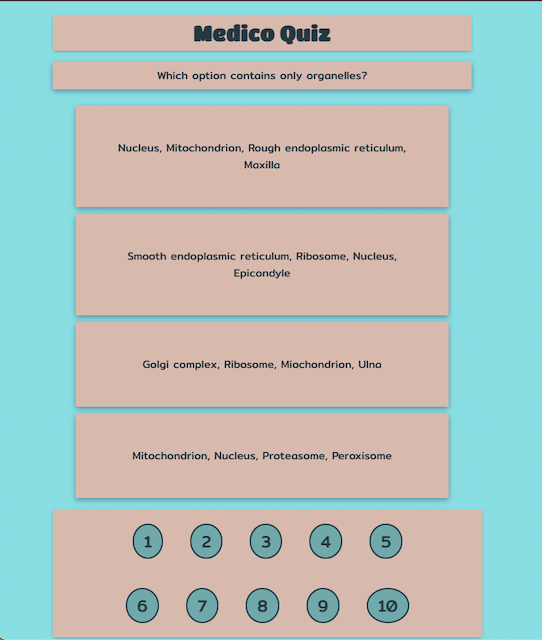 Medico Quiz
Which option contains only organelles?
Nucleus, Mitochondrion, Rough endoplasmic reticulum,
Maxilla
Smooth endoplasmic reticulum, Ribosome, Nucleus,
Epicondyle
Golgi complex, Ribosome, Miochondrion, Ulna
Mitochondrion, Nucleus, Proteasome, Peroxisome
1 2 3 4 5
6 7 8 9 10